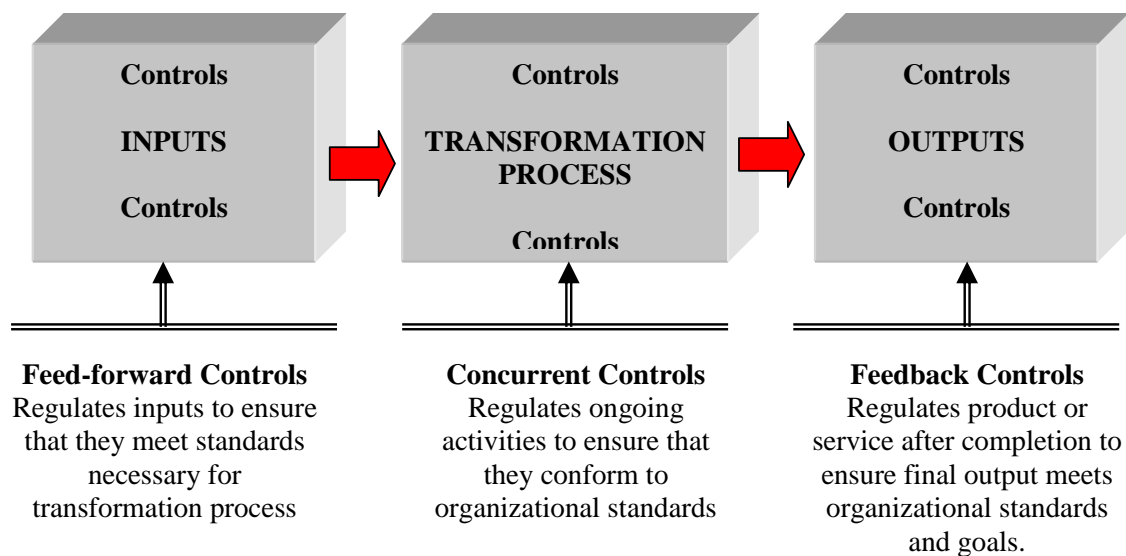 Controls
INPUTS
Controls
Controls
TRANSFORMATION
PROCESS
Controls
Controls
OUTPUTS
Controls
Feed-forward Controls
Regulates inputs to ensure
that they meet standards
necessary for
transformation process
Concurrent Controls
Regulates ongoing
activities to ensure that
they conform to
organizational standards
Feedback Controls
Regulates product or
service after completion to
ensure final output meets
organizational standards
and goals.